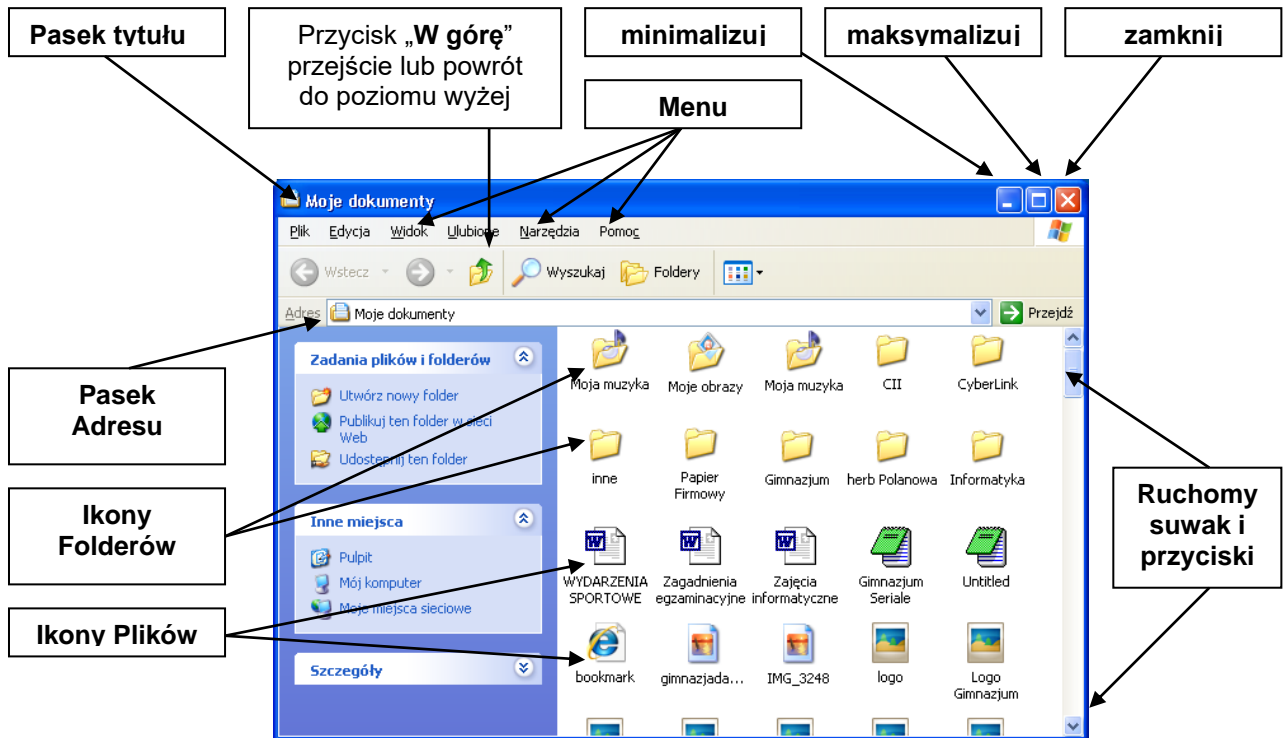 Pasek tytułu
Przycisk „W górę”
przejście lub powrót
do poziomu wyżej
minimalizuj
maksymalizuj
zamknij
Menu
Moje dokumenty
Plik Edycja Widok Ulubione Narzędzia Pomoc
Wstecz Wyszukaj Foldery
Adres Moje dokumenty Przejdź
Pasek
Adresu
Ikony
Folderów
Ikony Plików
Zadania plików i folderów
Utwórz nowy folder
Publikuj ten folder w sieci
Web
Udostępnij ten folder
Inne miejsca
Pulpit
Mój komputer
Moje miejsca sieciowe
Szczegóły
Moja muzyka Moje obrazy Moja muzyka CII CyberLink
inne Papier Gimnazjum herb Polanowa Informatyka
Firmowy
WYDARZENIA Zagadnienia Zajęcia Gimnazjum Untitled
SPORTOWE egzaminacyjne informatyczne Seriale
bookmark gimnazjada... IMG_3248 logo Logo
Gimnazjum
Ruchomy
suwak i
przyciski